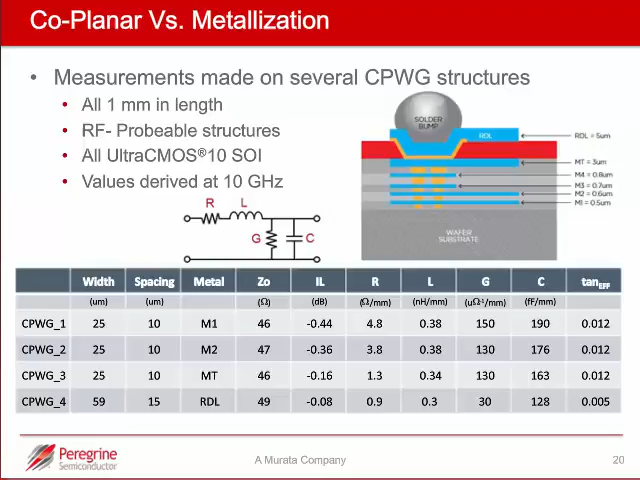 Co-Planar Vs. Metallization
• Measurements made on several CPWG structures
• All 1 mm in length
• RF- Probeable structures
• All UltraCMOS®10 SOI
• Values derived at 10 GHz
SOLDER
BUMP
RDL
RDL = 5um
MT = 3um
M4 = 0.8um
M3 = 0.7um
M2 = 0.6um
M1 = 0.5um
WAFER
SUBSTRATE
R L
G C
Width Spacing Metal Zo IL R L G C tanEFF
(um) (um) (Ω) (dB) (Ω/mm) (nH/mm) (uΩ-1/mm) (fF/mm)
CPWG_1 25 10 M1 46 -0.44 4.8 0.38 150 190 0.012
CPWG_2 25 10 M2 47 -0.36 3.8 0.38 130 176 0.012
CPWG_3 25 10 MT 46 -0.16 1.3 0.34 130 163 0.012
CPWG_4 59 15 RDL 49 -0.08 0.9 0.3 30 128 0.005
Peregrine
Semiconductor
A Murata Company
20